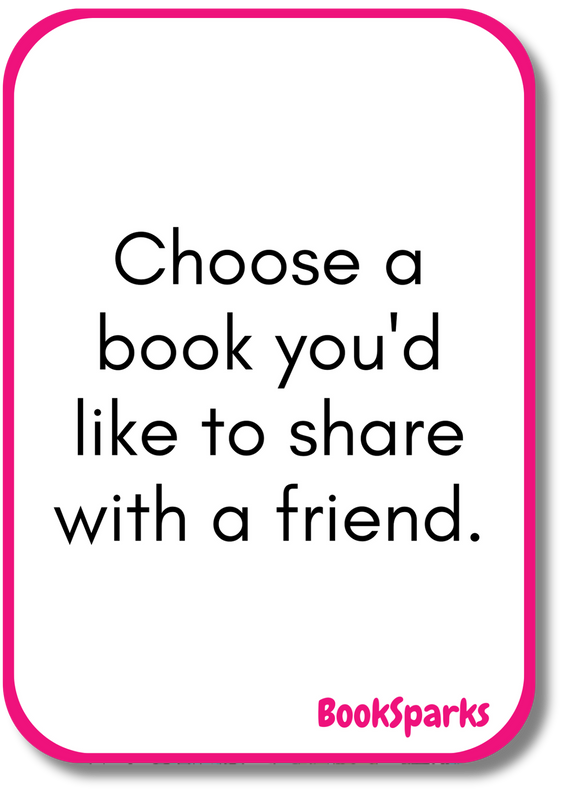 Choose a
book you'd
like to share
with a friend.
BookSparks